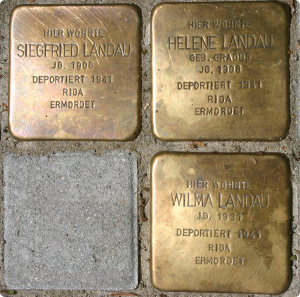 HIER WOHNTE
SIEGFRIED LANDAU
JG. 1900
DEPORTIERT 1941
RIGA
ERMORDET
HIER WOHNTE
HELENE LANDAU
GEB. GRADUS
JG. 1908
DEPORTIERT 1941
RIGA
ERMORDET
HIER WOHNTE
WILMA LANDAU
JG. 1931
DEPORTIERT 1941
RIGA
ERMORDET